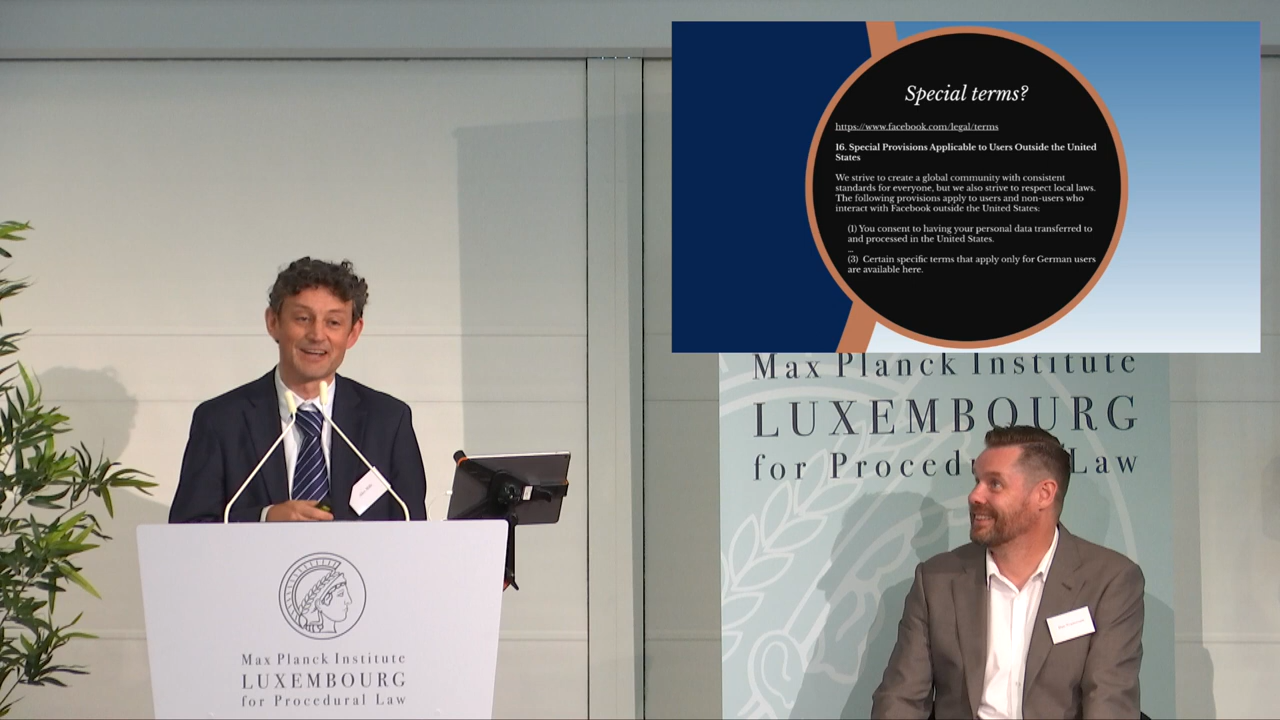 Special terms?
https://www.facebook.com/legal/terms
16. Special Provisions Applicable to Users Outside the United
States
We strive to create a global community with consistent
standards for everyone, but we also strive to respect local laws.
The following provisions apply to users and non-users who
interact with Facebook outside the United States:
(1) You consent to having your personal data transferred to
and processed in the United States.
...
(3) Certain specific terms that apply only for German users
are available here.
Max Planck Institute
LUXEMBOURG
for Proced Law
Max Planck Institute
LUXEMBOURG
for Procedural Law